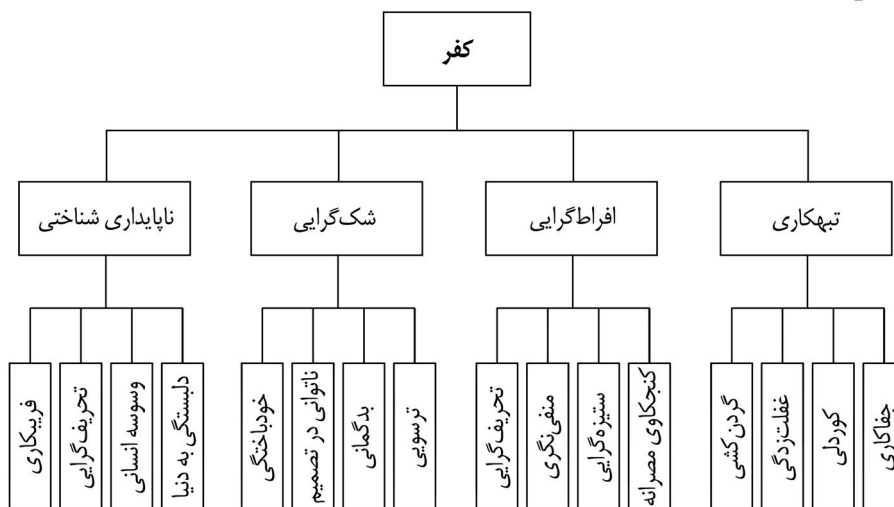 کفر
تبهکاری
افراط‌گرایی
شک‌گرایی
ناپایداری شناختی
جفاکاری
کوردلی
غفلت‌زدگی
گردن‌کشی
کنجکاوی مصرانه
ستیزه‌گرایی
منفی‌نگری
تحریف‌گرایی
ترسویی
بدگمانی
ناتوانی در تصمیم
خودباختگی
دلبستگی به دنیا
وسوسه انسانی
تحریف‌گرایی
فریبکاری